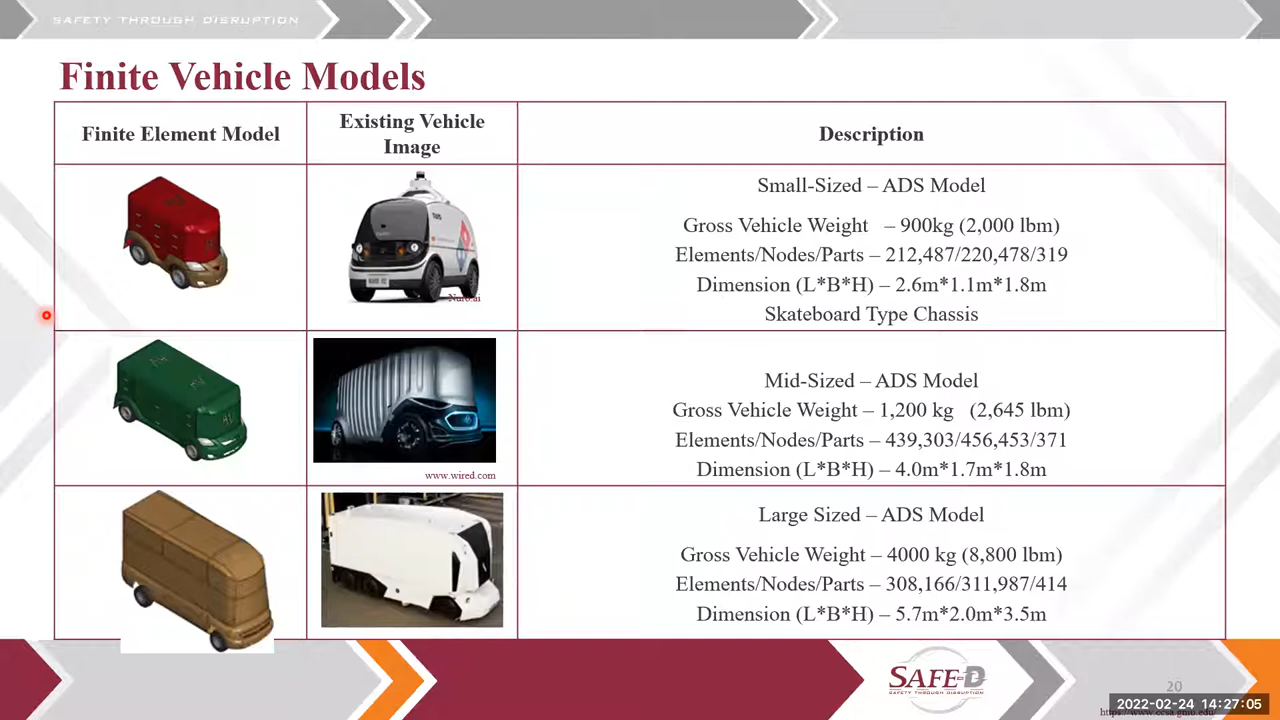 SAFETY THROUGH DISRUPTION
Finite Vehicle Models
Finite Element Model
Existing Vehicle
Image
Description
Small-Sized – ADS Model
Gross Vehicle Weight – 900kg (2,000 lbm)
Elements/Nodes/Parts – 212,487/220,478/319
Dimension (L*B*H) – 2.6m*1.1m*1.8m
Skateboard Type Chassis
Nuro.ai
Mid-Sized – ADS Model
Gross Vehicle Weight – 1,200 kg (2,645 lbm)
Elements/Nodes/Parts – 439,303/456,453/371
Dimension (L*B*H) – 4.0m*1.7m*1.8m
www.wired.com
Large Sized – ADS Model
Gross Vehicle Weight – 4000 kg (8,800 lbm)
Elements/Nodes/Parts – 308,166/311,987/414
Dimension (L*B*H) – 5.7m*2.0m*3.5m
SAFE-D
SAFETY THROUGH DISRUPTION
20
2022-02-24 14:27:05